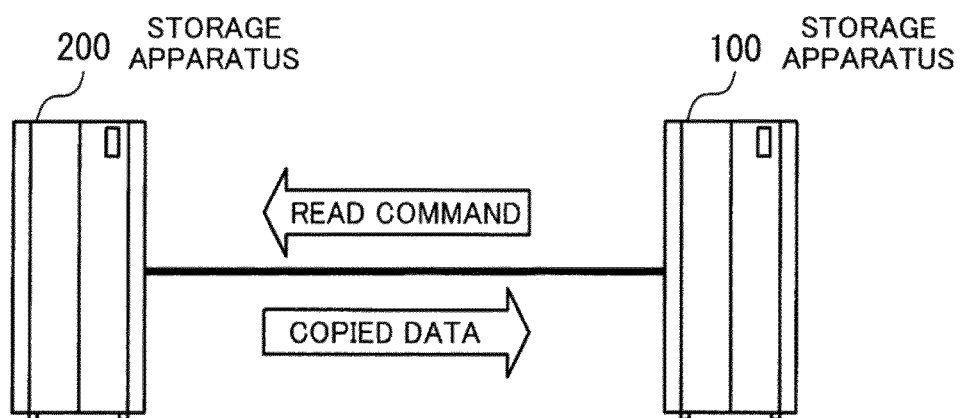 200 STORAGE
APPARATUS
100 STORAGE
APPARATUS
READ COMMAND
COPIED DATA